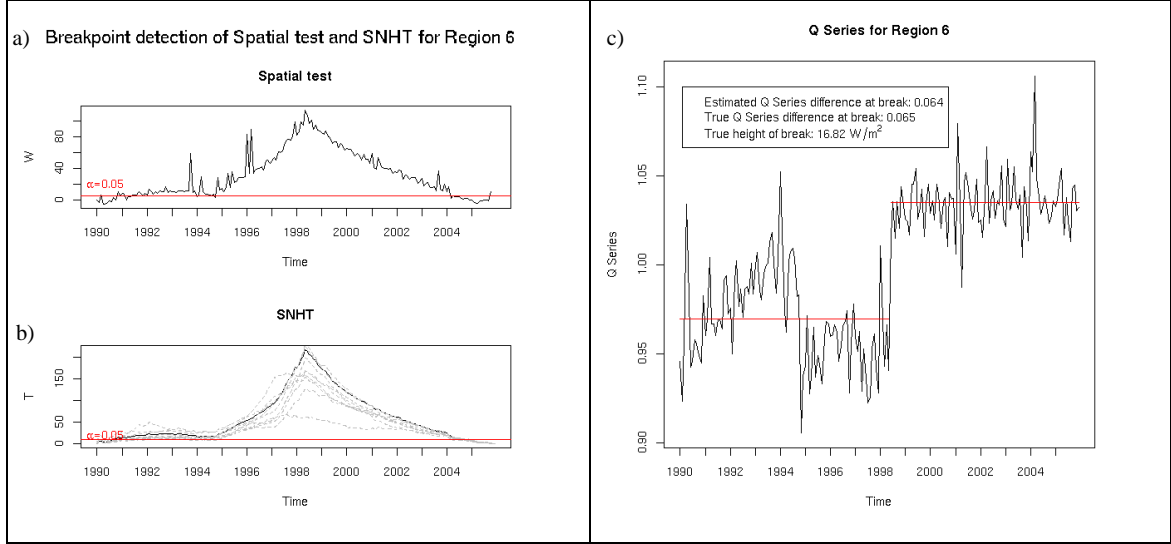 a) Breakpoint detection of Spatial test and SNHT for Region 6
Spatial test
W
0 40 80
α=0.05
1990 1992 1994 1996 1998 2000 2002 2004
Time
b)
SNHT
T
0 50 150
α=0.05
1990 1992 1994 1996 1998 2000 2002 2004
Time
c)
Q Series for Region 6
Estimated Q Series difference at break: 0.064
True Q Series difference at break: 0.065
True height of break: 16.82 W/m²
Q Series
0.90 0.95 1.00 1.05 1.10
1990 1992 1994 1996 1998 2000 2002 2004
Time